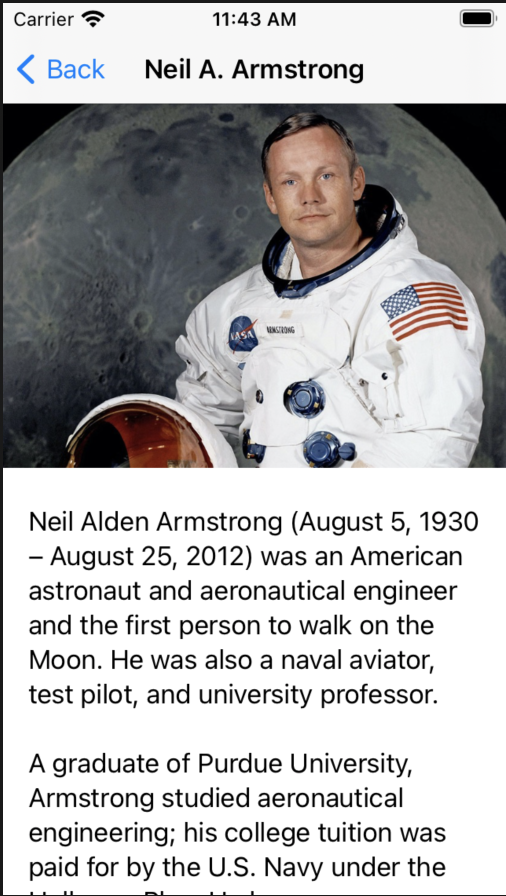 Carrier 11:43 AM
Back Neil A. Armstrong
NASA ARMSTRONG
Neil Alden Armstrong (August 5, 1930
– August 25, 2012) was an American
astronaut and aeronautical engineer
and the first person to walk on the
Moon. He was also a naval aviator,
test pilot, and university professor.
A graduate of Purdue University,
Armstrong studied aeronautical
engineering; his college tuition was
paid for by the U.S. Navy under the